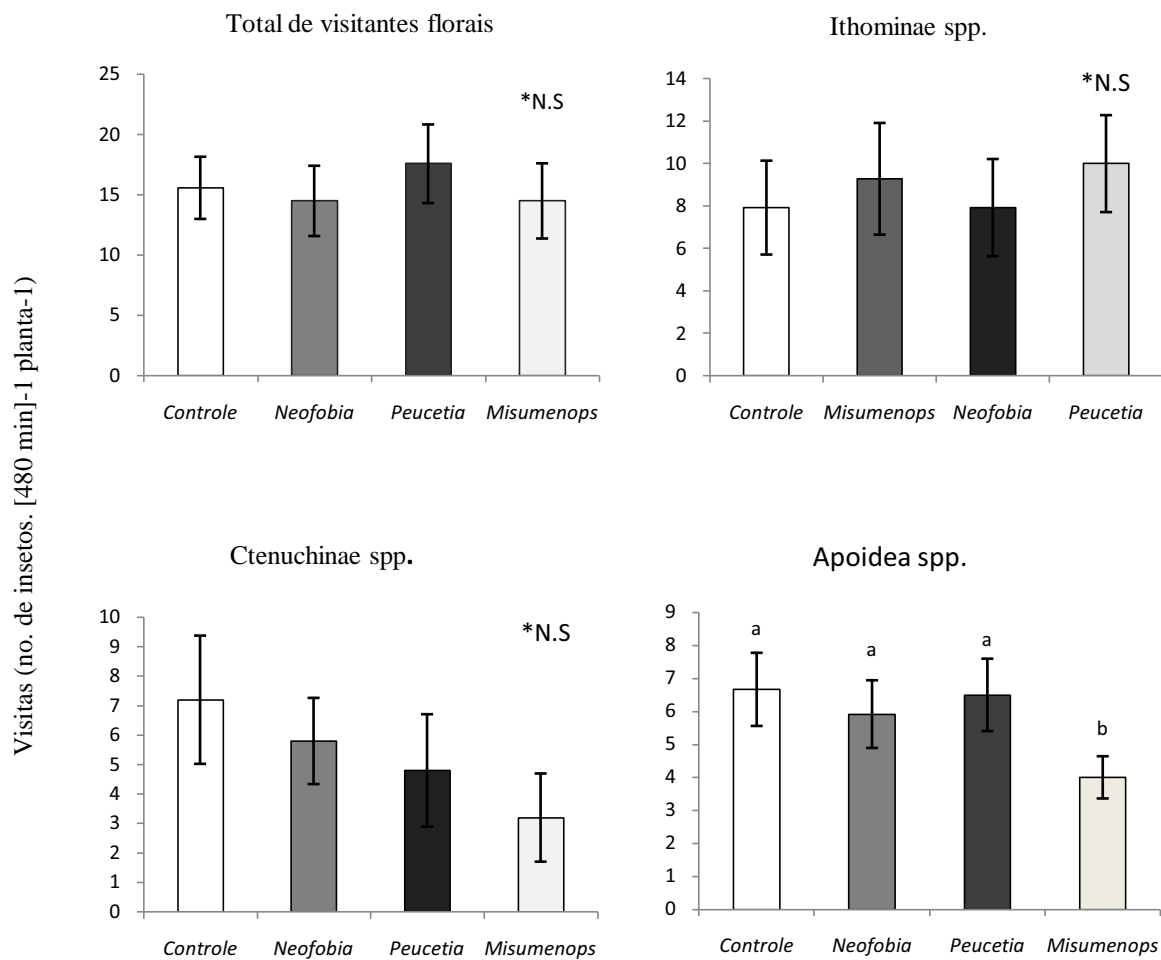 Total de visitantes florais
25
20
15
10
5
0
*N.S
Controle Neofobia Peucetia Misumenops
Ithominae spp.
14
12
10
8
6
4
2
0
*N.S
Controle Misumenops Neofobia Peucetia
Visitas (no. de insetos. [480 min]-1 planta-1)
Ctenuchinae spp.
10
9
8
7
6
5
4
3
2
1
0
*N.S
Controle Neofobia Peucetia Misumenops
Apoidea spp.
9
8
7
6
5
4
3
2
1
0
a
a
a
b
Controle Neofobia Peucetia Misumenops